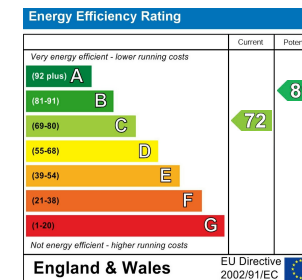 Energy Efficiency Rating
Current
Very energy efficient - lower running costs
(92 plus) A
(81-91) B
(69-80) C
72
(55-68) D
(39-54) E
(21-38) F
(1-20) G
Not energy efficient - higher running costs
England & Wales
EU Directive
2002/91/EC